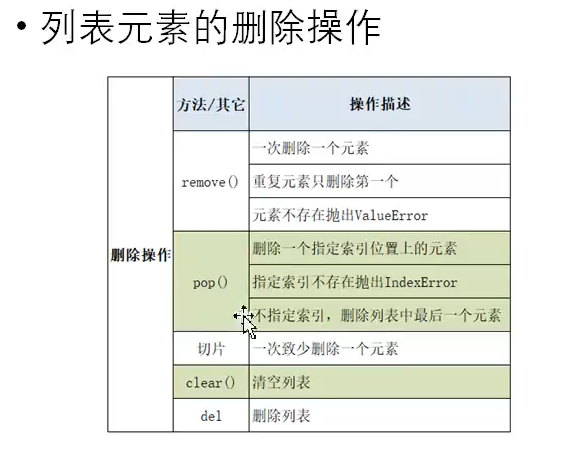 • 列表元素的删除操作
方法/其它 操作描述
删除操作
remove()
一次删除一个元素
重复元素只删除第一个
元素不存在抛出ValueError
pop()
删除一个指定索引位置上的元素
指定索引不存在抛出IndexError
不指定索引，删除列表中最后一个元素
切片 一次致少删除一个元素
clear() 清空列表
del 删除列表